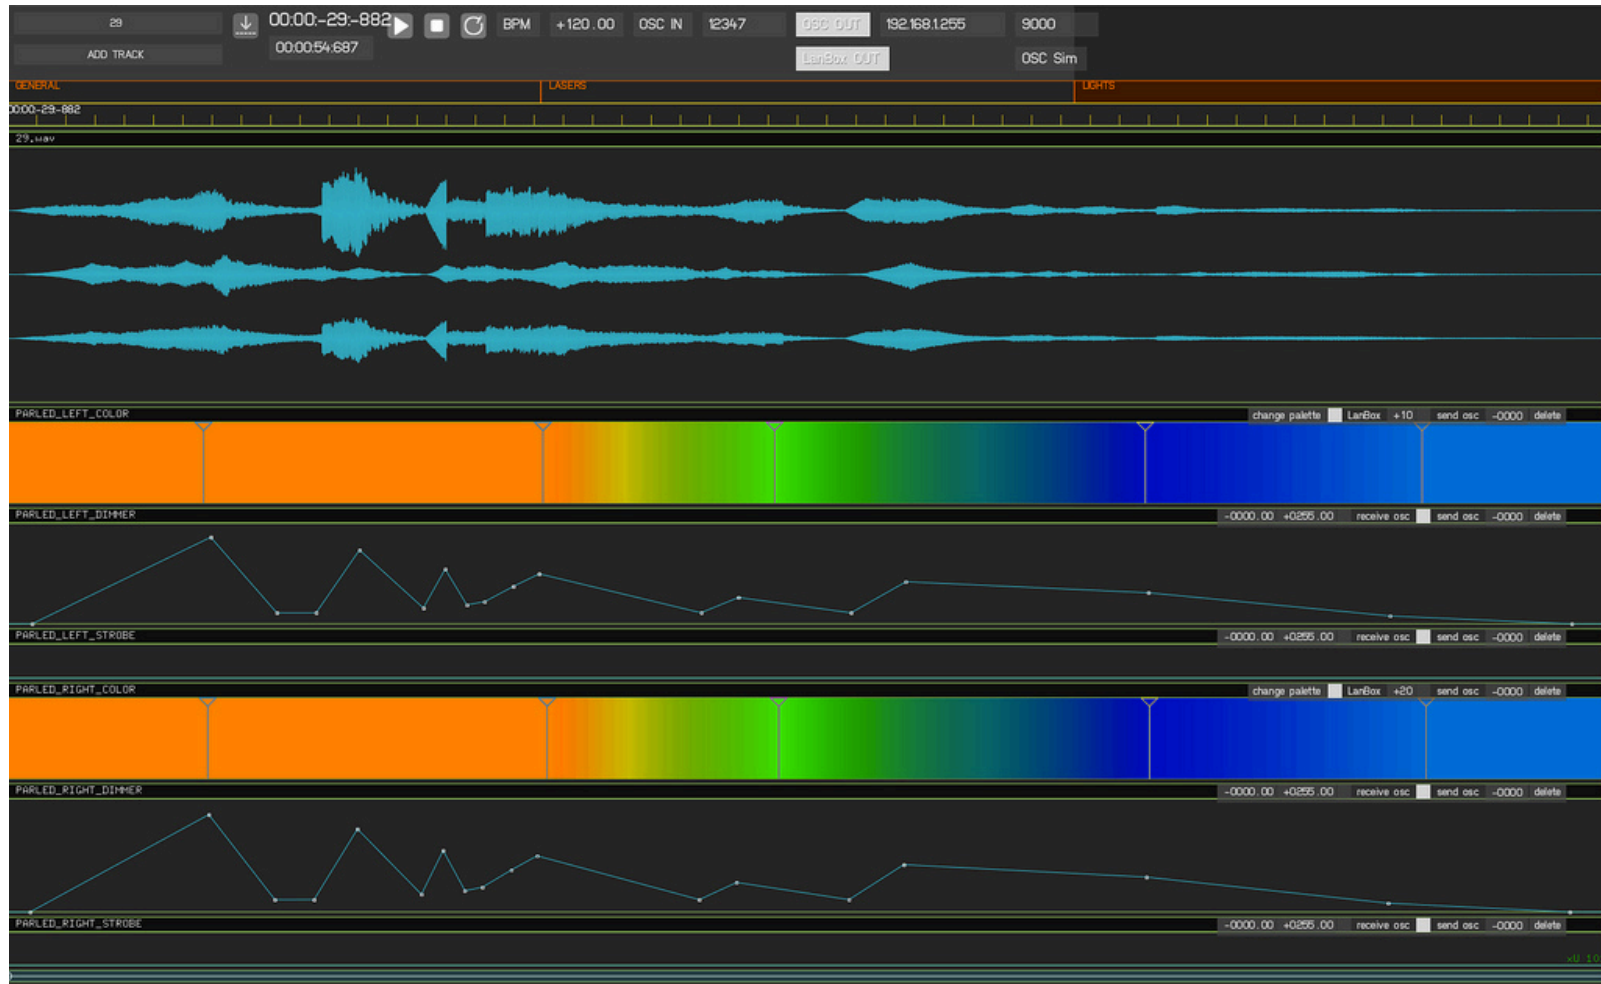 29 00:00:-29:-882 BPM +120.00 OSC IN 12347 OSC OUT 192.168.1.255 9000
ADD TRACK 00:00:54:687 LanBox OUT OSC Sim
GENERAL LASERS LIGHTS
00:00:-29:-882
29.wav
PARLED_LEFT_COLOR change palette LanBox +10 send osc -0000 delete
PARLED_LEFT_DIMMER -0000.00 +0255.00 receive osc send osc -0000 delete
PARLED_LEFT_STROBE -0000.00 +0255.00 receive osc send osc -0000 delete
PARLED_RIGHT_COLOR change palette LanBox +20 send osc -0000 delete
PARLED_RIGHT_DIMMER -0000.00 +0255.00 receive osc send osc -0000 delete
PARLED_RIGHT_STROBE -0000.00 +0255.00 receive osc send osc -0000 delete